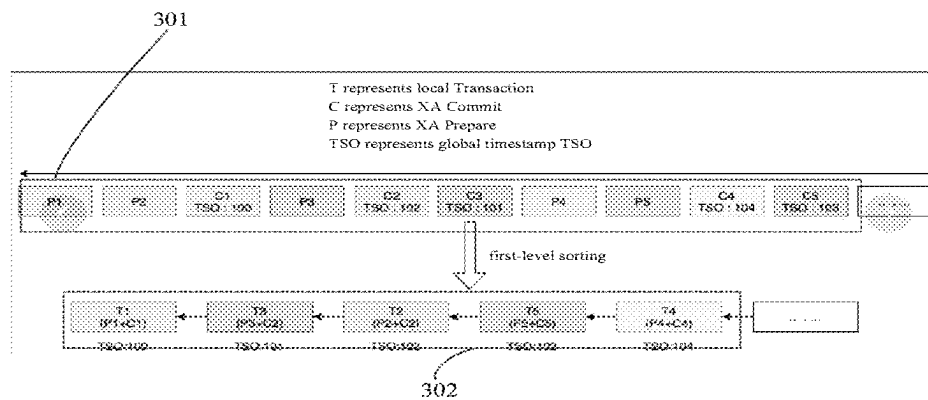 301
T represents local Transaction
C represents XA Commit
P represents XA Prepare
TSO represents global timestamp TSO
P1 P2 C1 P3 C2 C3 P4 P5 C4 C5
TSO : 100 TSO : 102 TSO : 101 TSO : 104 TSO : 103
first-level sorting
T1 T3 T2 T5 T4
(P1+C1) (P3+C2) (P2+C2) (P5+C5) (P4+C4)
TSO:100 TSO:101 TSO:102 TSO:104
302